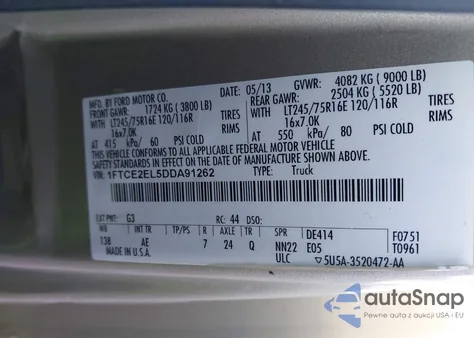 MFD. BY FORD MOTOR CO.
DATE: 05/13 GVWR: 4082 KG ( 9000 LB)
FRONT GAWR: 1724 KG ( 3800 LB) REAR GAWR: 2504 KG ( 5520 LB)
WITH LT245/75R16E 120/116R TIRES WITH LT245/75R16E 120/116R TIRES
16x7.0K RIMS 16x7.0K RIMS
AT 415 kPa/ 60 PSI COLD AT 550 kPa/ 80 PSI COLD
THIS VEHICLE CONFORMS TO ALL APPLICABLE FEDERAL MOTOR VEHICLE
SAFETY STANDARDS IN EFFECT ON THE DATE OF MANUFACTURE SHOWN ABOVE.
VIN: 1FTCE2EL5DDA91262 TYPE: Truck
EXT PNT: G3 RC: 44 DSO:
WB INT TR TP/PS R AXLE TR SPR DE414 F0751
138 AE 7 24 Q NN22 E05 T0961
MADE IN U.S.A. ULC 5U5A-3520472-AA
autoSnap
Pewne auta z USA i EU